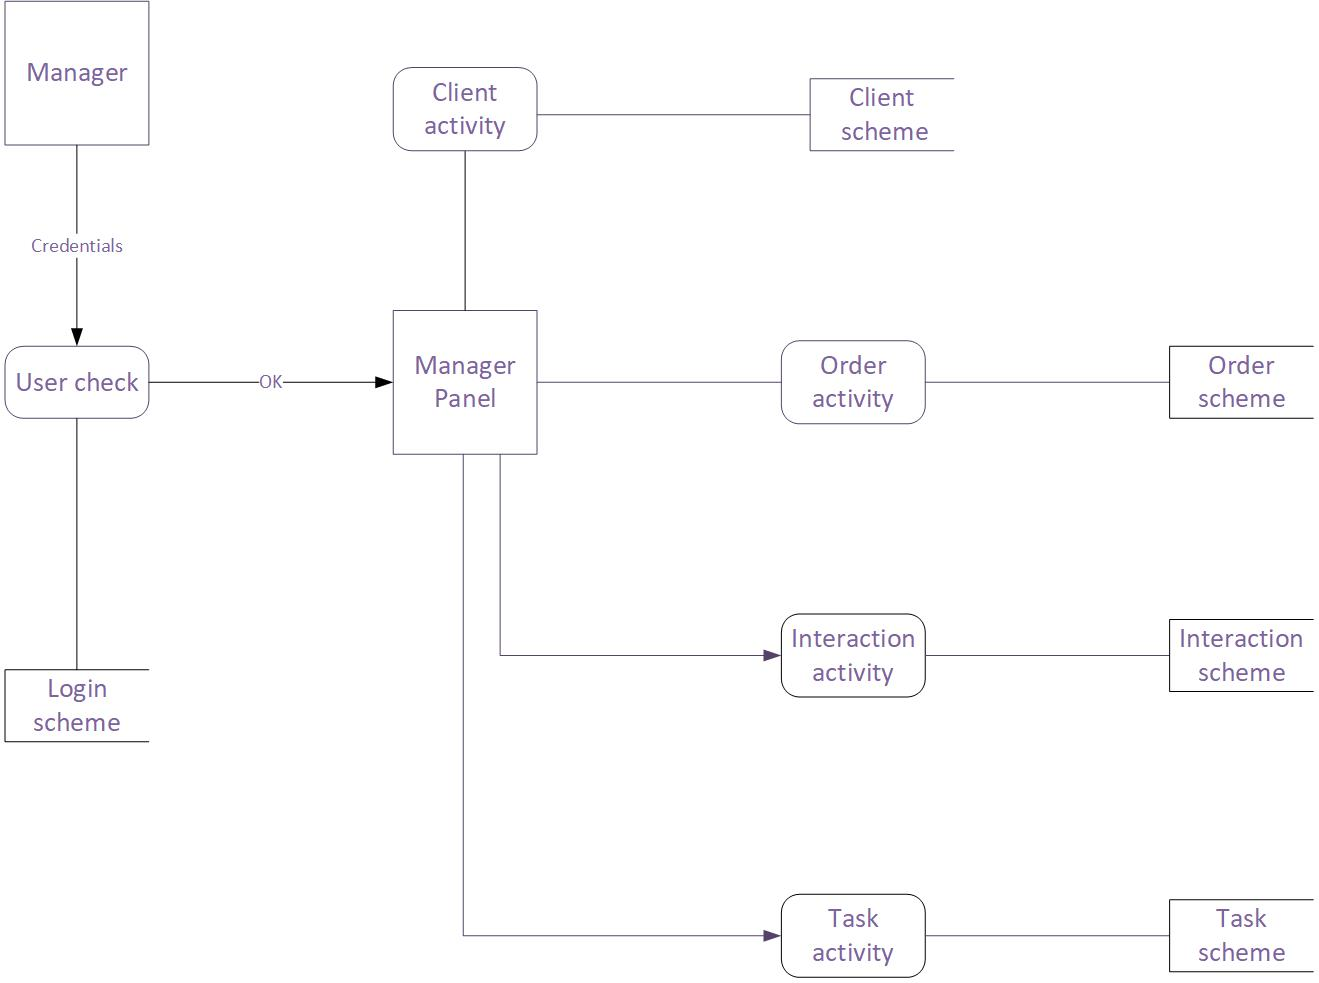 Manager
Client
activity
Client
scheme
Credentials
User check
OK
Manager
Panel
Order
activity
Order
scheme
Interaction
activity
Interaction
scheme
Login
scheme
Task
activity
Task
scheme